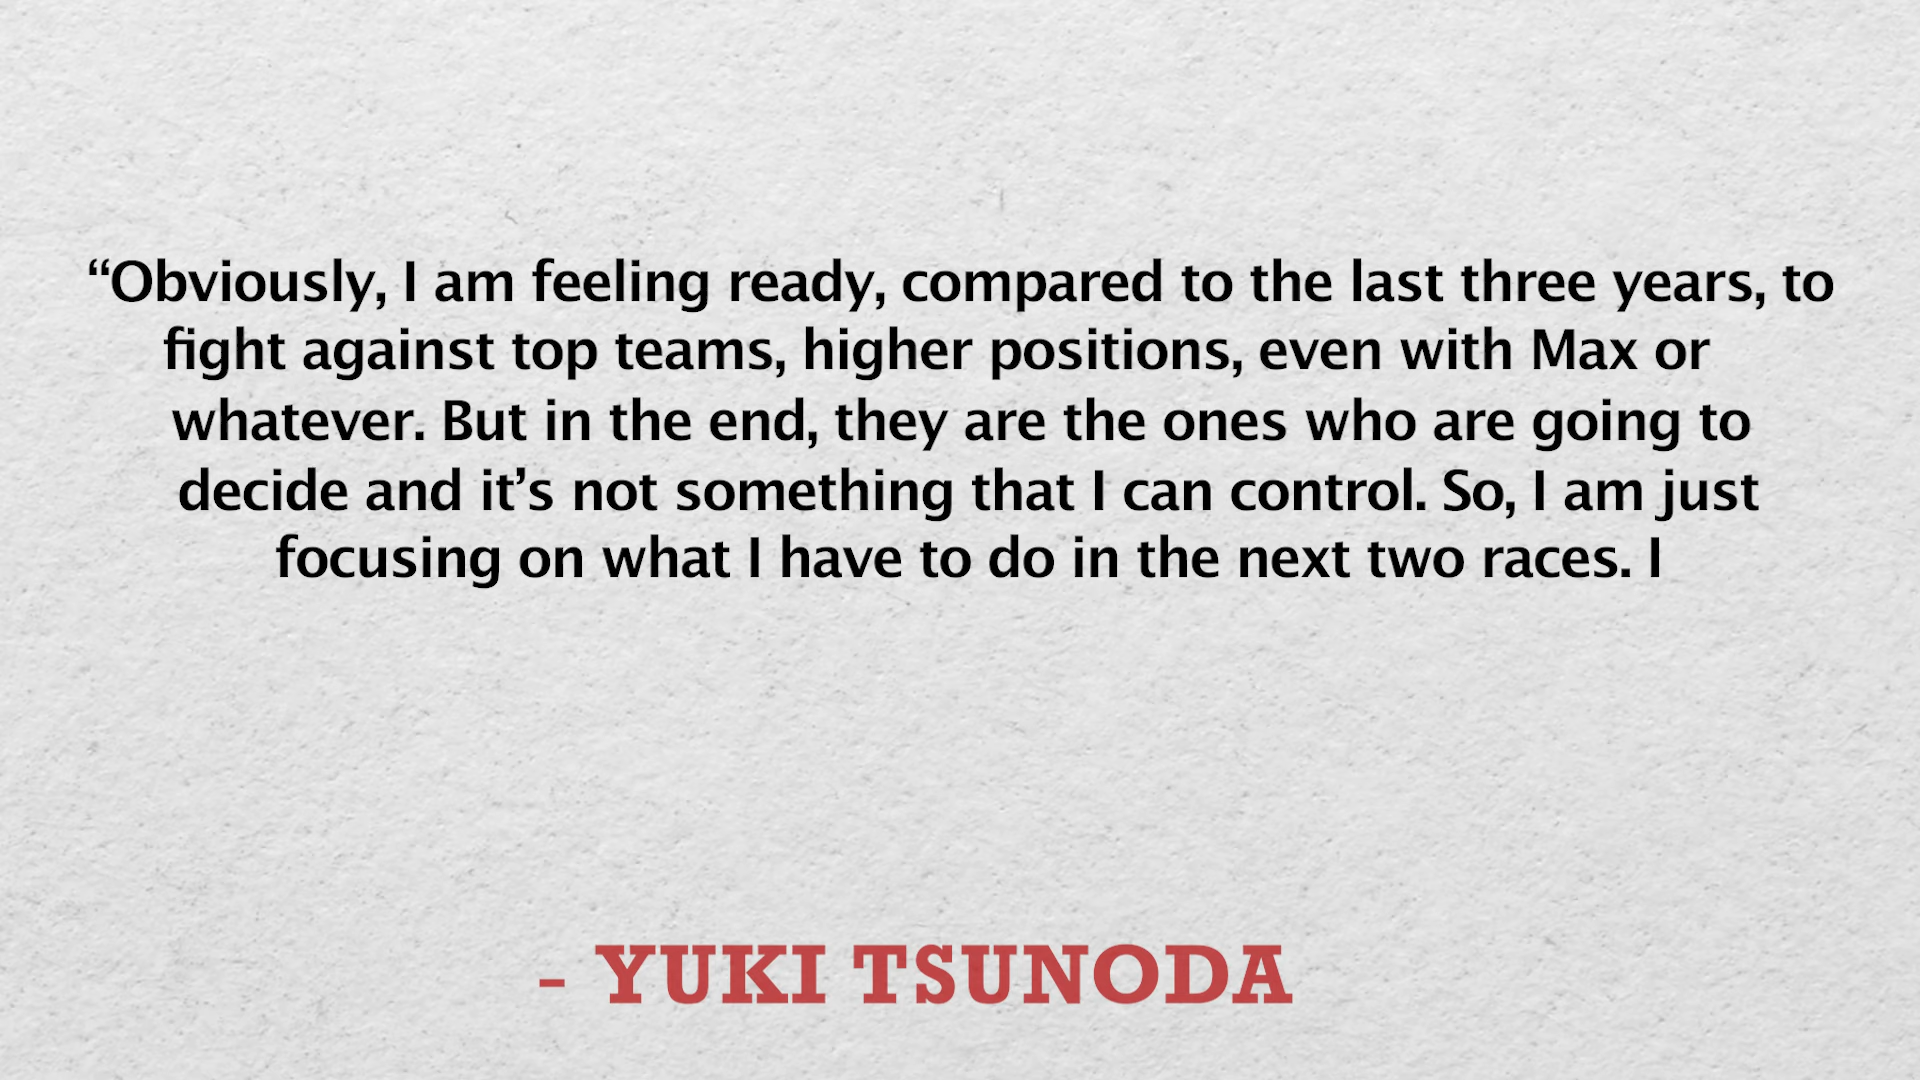 “Obviously, I am feeling ready, compared to the last three years, to
fight against top teams, higher positions, even with Max or
whatever. But in the end, they are the ones who are going to
decide and it’s not something that I can control. So, I am just
focusing on what I have to do in the next two races. I
- YUKI TSUNODA